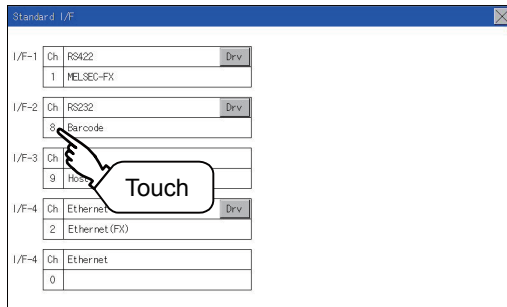 Standard I/F
I/F-1 Ch RS422 Drv
1 MELSEC-FX
I/F-2 Ch RS232 Drv
8 Barcode
I/F-3 Ch
9
Touch
I/F-4 Ch Ethernet Drv
2 Ethernet(FX)
I/F-4 Ch Ethernet
0